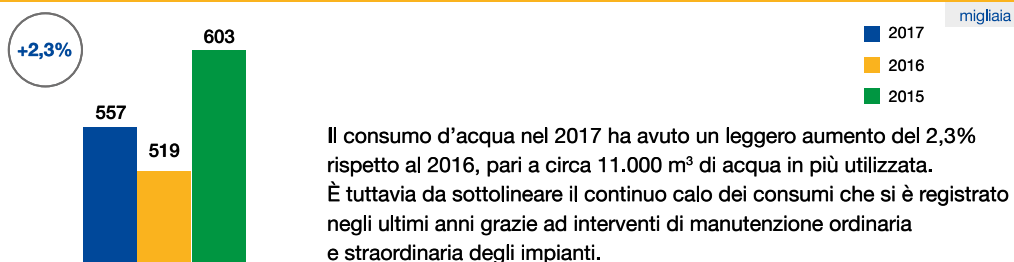 migliaia
+2,3%
603
2017
2016
2015
557
519
Il consumo d’acqua nel 2017 ha avuto un leggero aumento del 2,3%
rispetto al 2016, pari a circa 11.000 m³ di acqua in più utilizzata.
È tuttavia da sottolineare il continuo calo dei consumi che si è registrato
negli ultimi anni grazie ad interventi di manutenzione ordinaria
e straordinaria degli impianti.